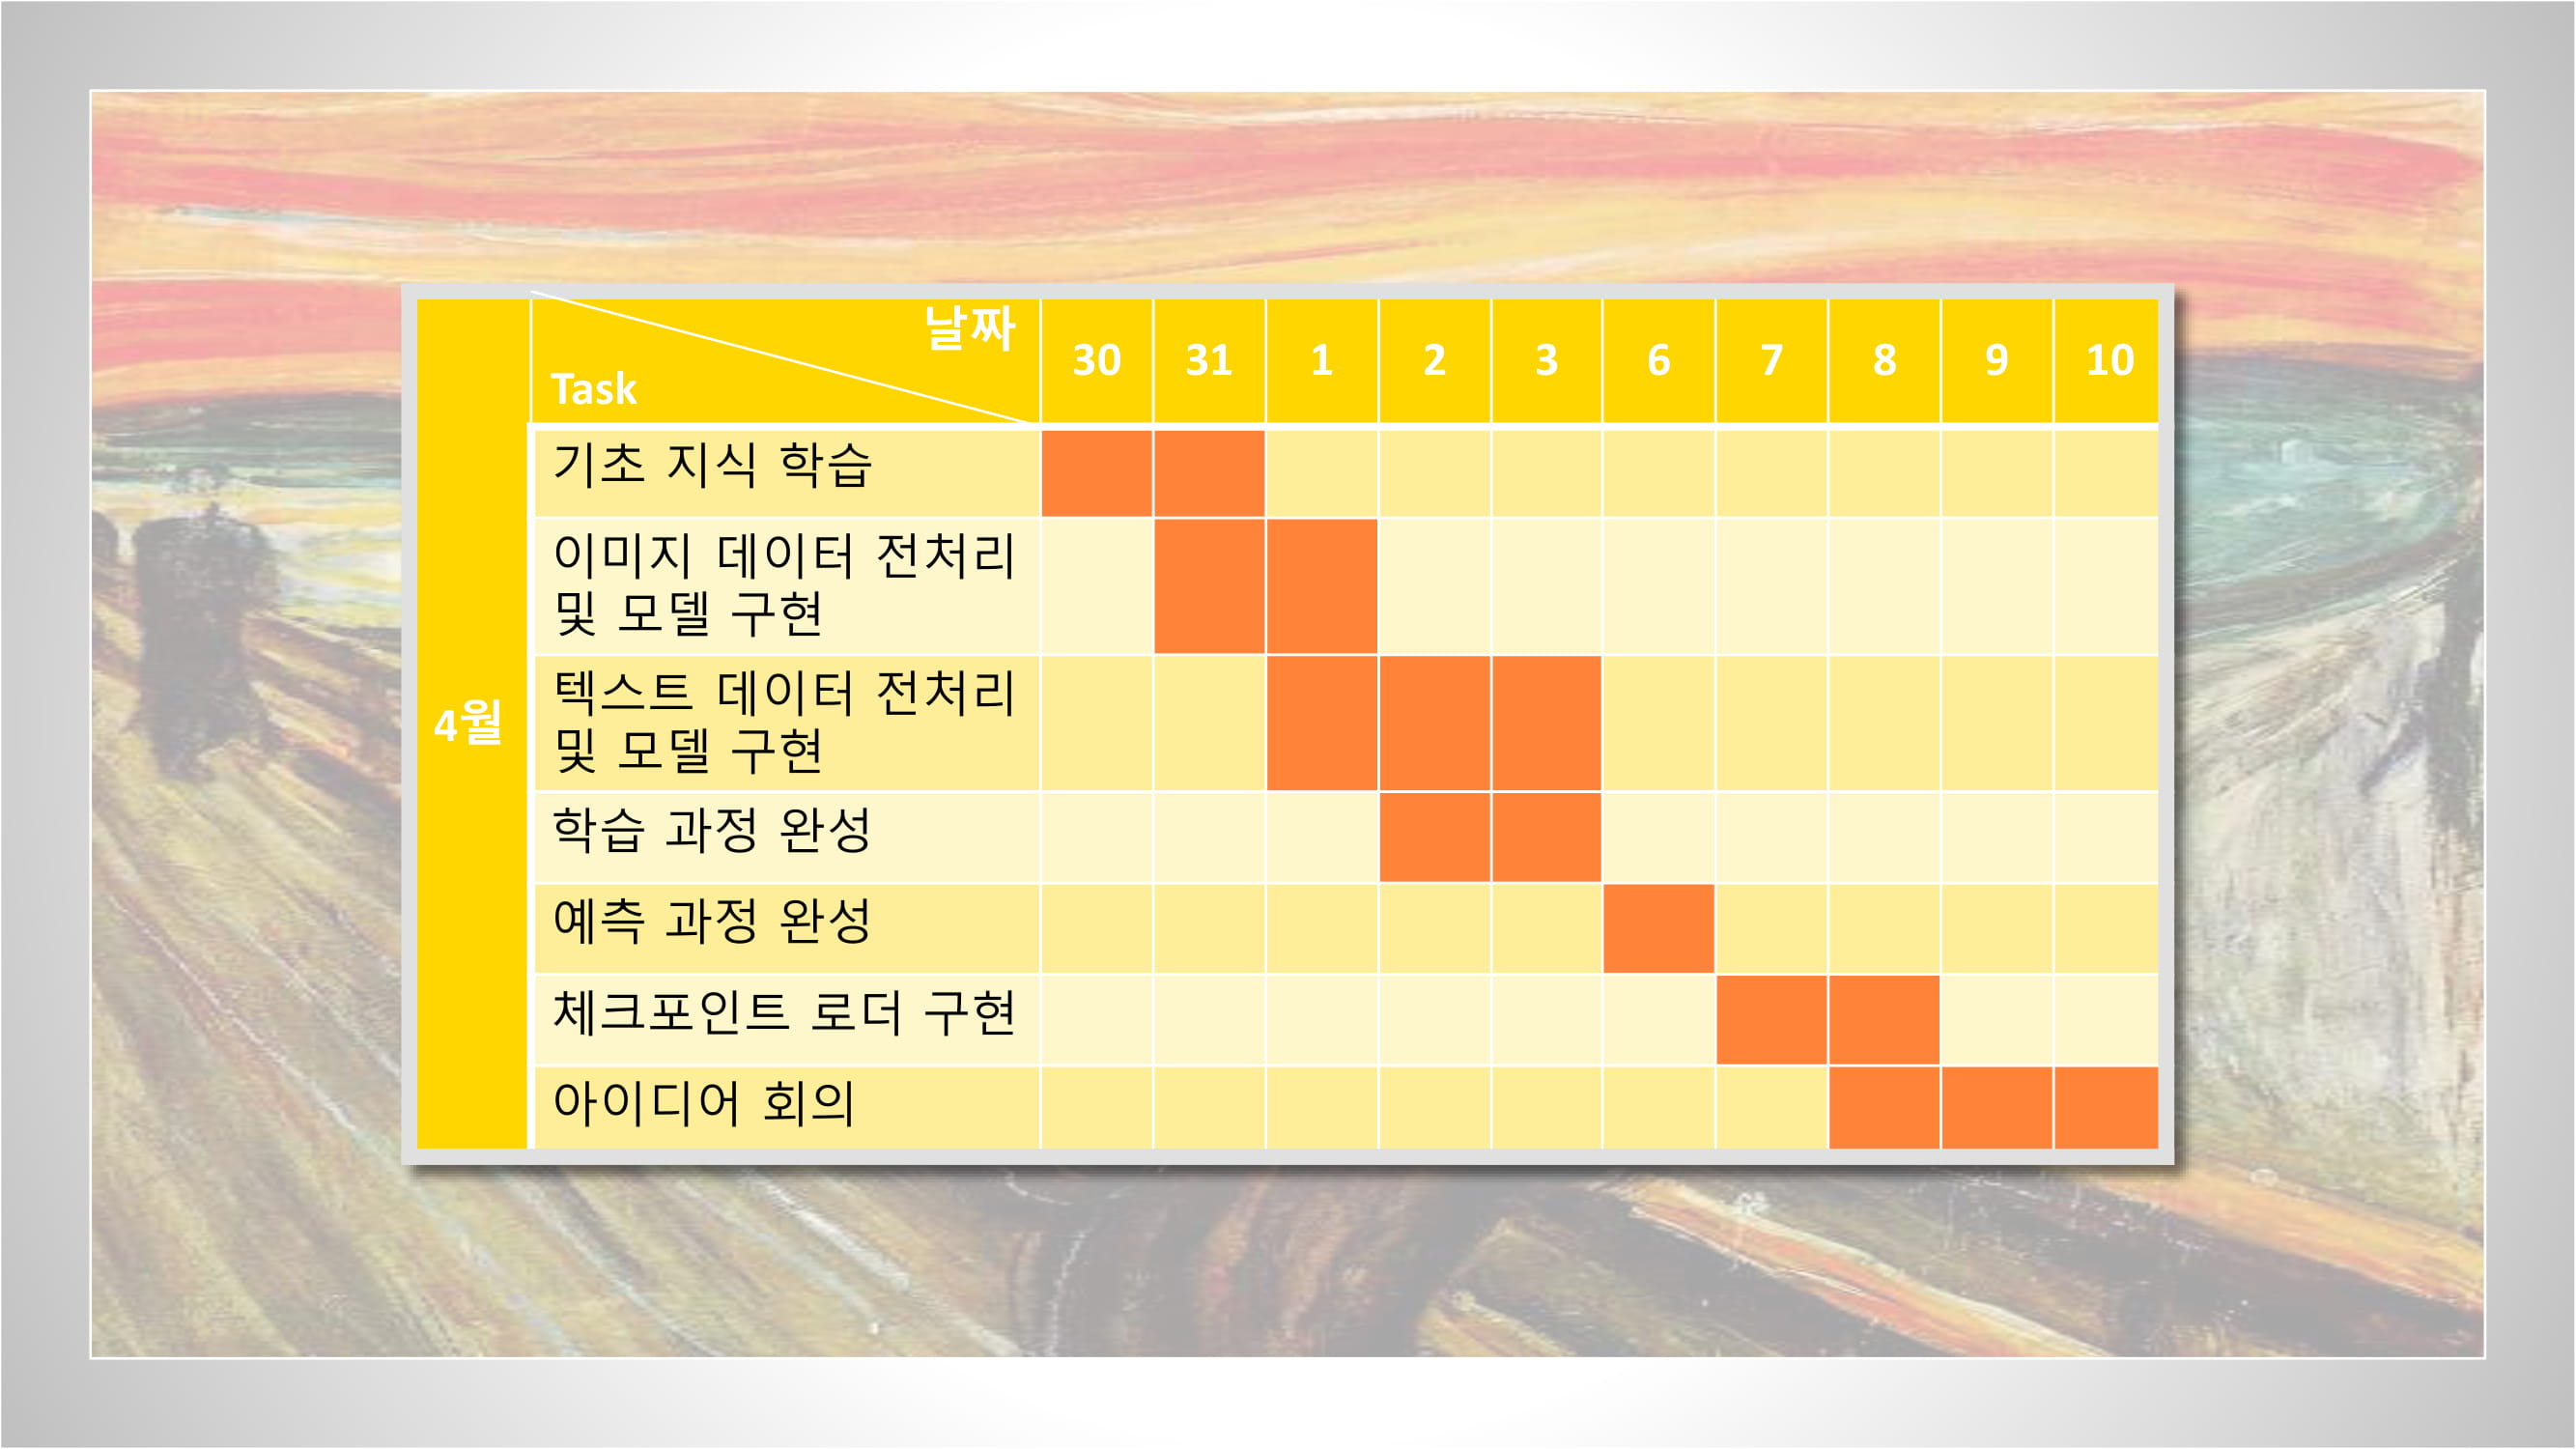 날짜
Task
30 31 1 2 3 6 7 8 9 10
4월
기초 지식 학습
이미지 데이터 전처리
및 모델 구현
텍스트 데이터 전처리
및 모델 구현
학습 과정 완성
예측 과정 완성
체크포인트 로더 구현
아이디어 회의